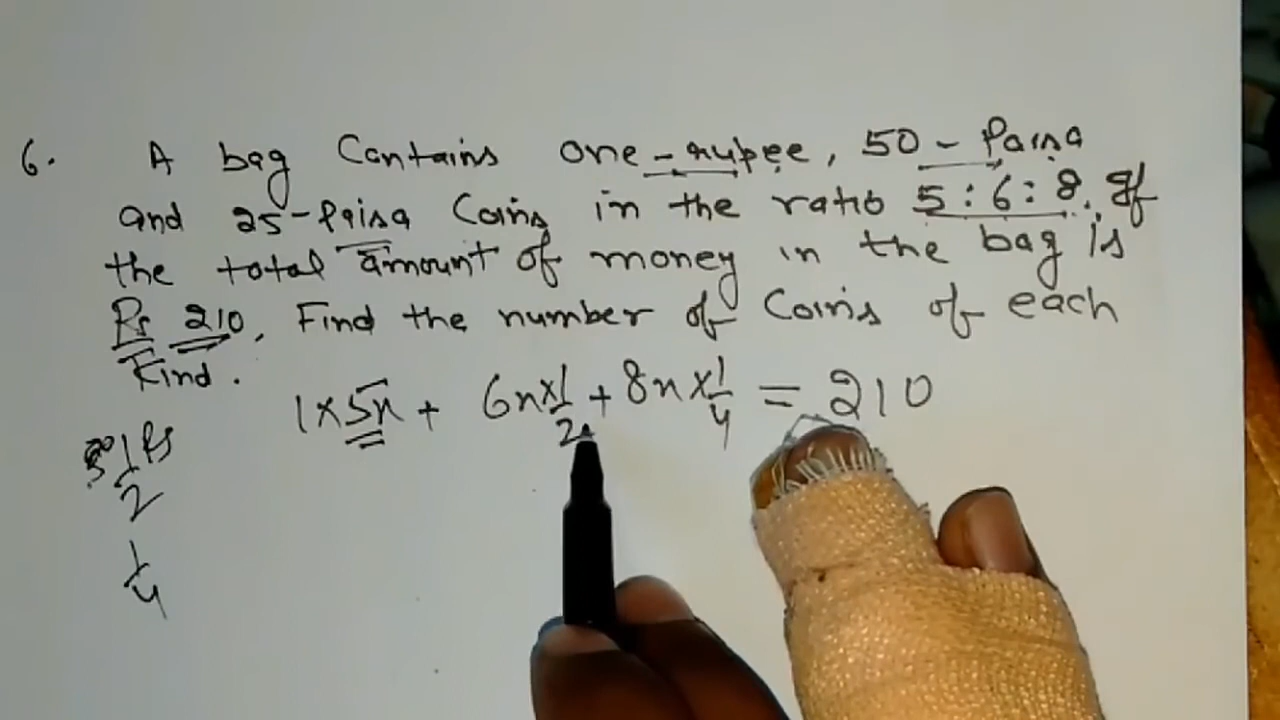 6. A bag Contains one-rupee, 50-Paisa
and 25-Paisa Coins in the ratio 5:6:8. If
the total amount of money in the bag is
Rs 210, Find the number of Coins of each
Kind.
1×5x + 6x×1/2 + 8x×1/4 = 210
1/2 Rs
1/4